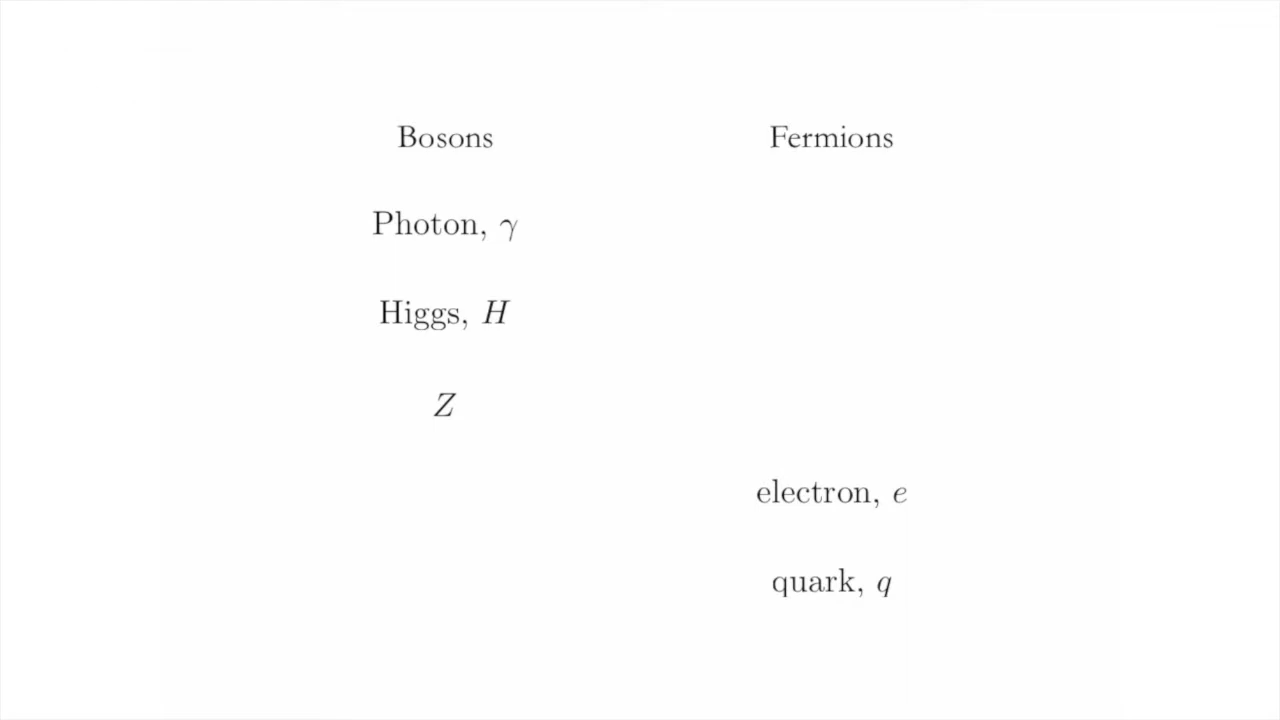 Bosons Fermions
Photon, γ
Higgs, H
Z
electron, e
quark, q